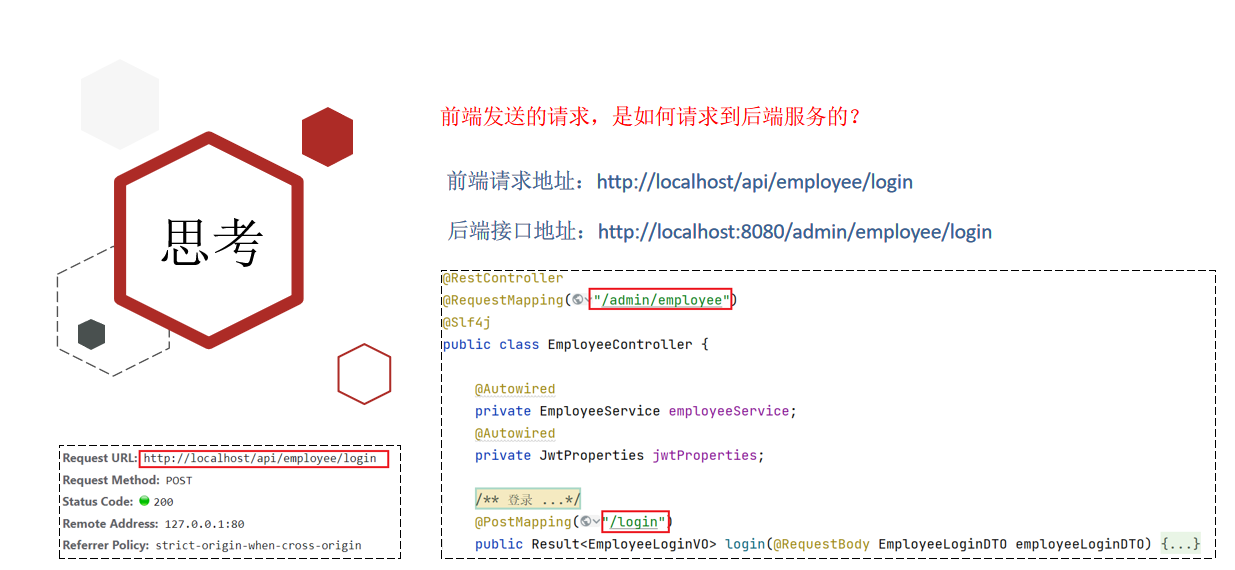 思考
前端发送的请求，是如何请求到后端服务的？
前端请求地址：http://localhost/api/employee/login
后端接口地址：http://localhost:8080/admin/employee/login
@RestController
@RequestMapping("/admin/employee")
@Slf4j
public class EmployeeController {
@Autowired
private EmployeeService employeeService;
@Autowired
private JwtProperties jwtProperties;
/** 登录 ...*/
@PostMapping("/login")
public Result<EmployeeLoginVO> login(@RequestBody EmployeeLoginDTO employeeLoginDTO) {...}
Request URL: http://localhost/api/employee/login
Request Method: POST
Status Code: 200
Remote Address: 127.0.0.1:80
Referrer Policy: strict-origin-when-cross-origin